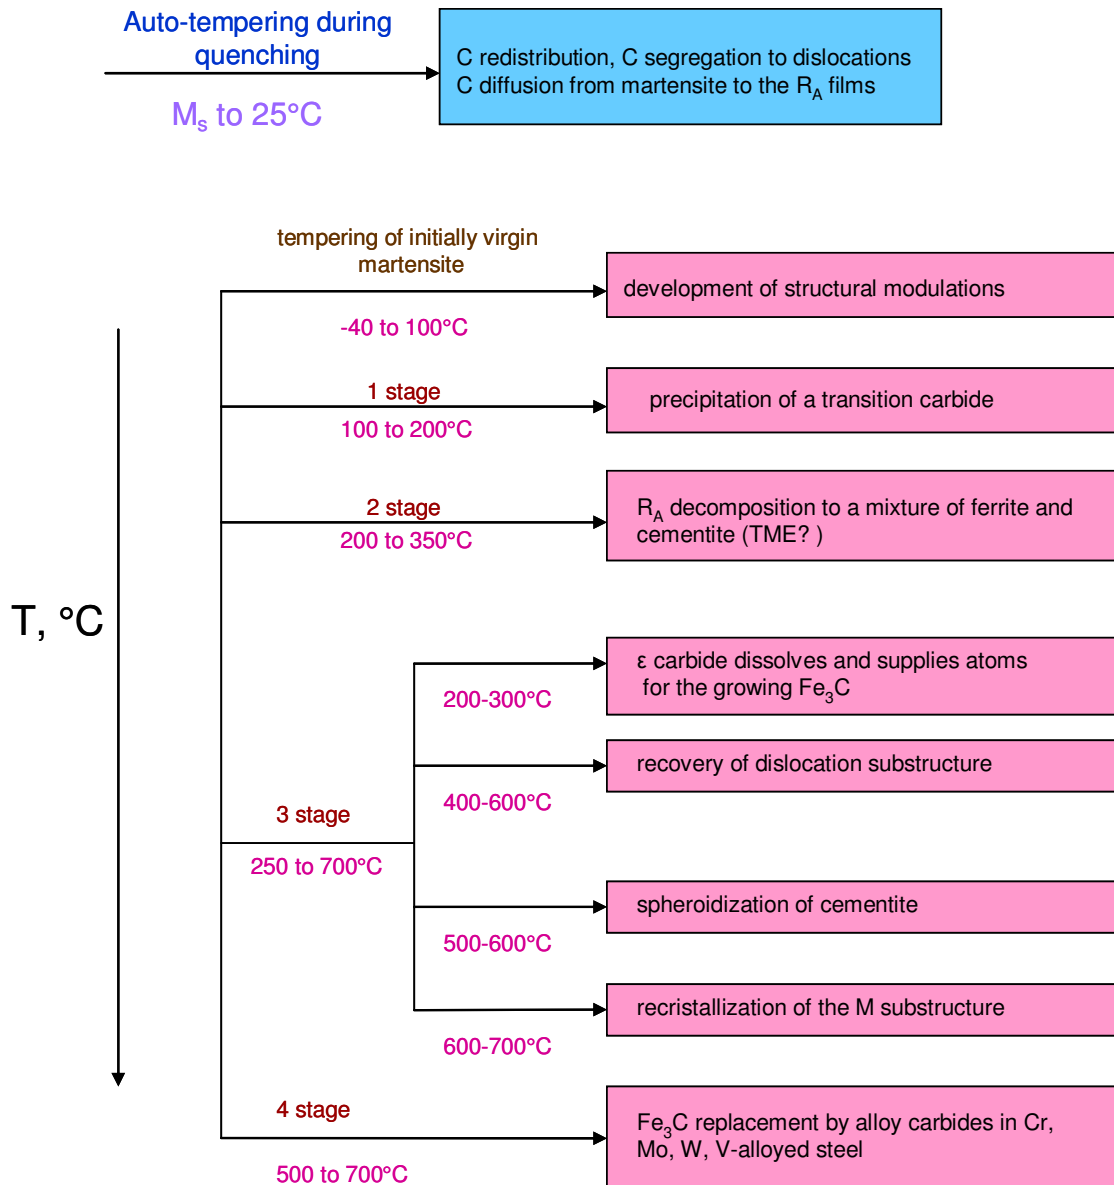 Auto-tempering during
quenching
M_s to 25°C
C redistribution, C segregation to dislocations
C diffusion from martensite to the R_A films
tempering of initially virgin
martensite
-40 to 100°C
development of structural modulations
1 stage
100 to 200°C
precipitation of a transition carbide
2 stage
200 to 350°C
R_A decomposition to a mixture of ferrite and
cementite (TME? )
T, °C
3 stage
250 to 700°C
200-300°C
ε carbide dissolves and supplies atoms
for the growing Fe₃C
400-600°C
recovery of dislocation substructure
500-600°C
spheroidization of cementite
600-700°C
recristallization of the M substructure
4 stage
500 to 700°C
Fe₃C replacement by alloy carbides in Cr,
Mo, W, V-alloyed steel